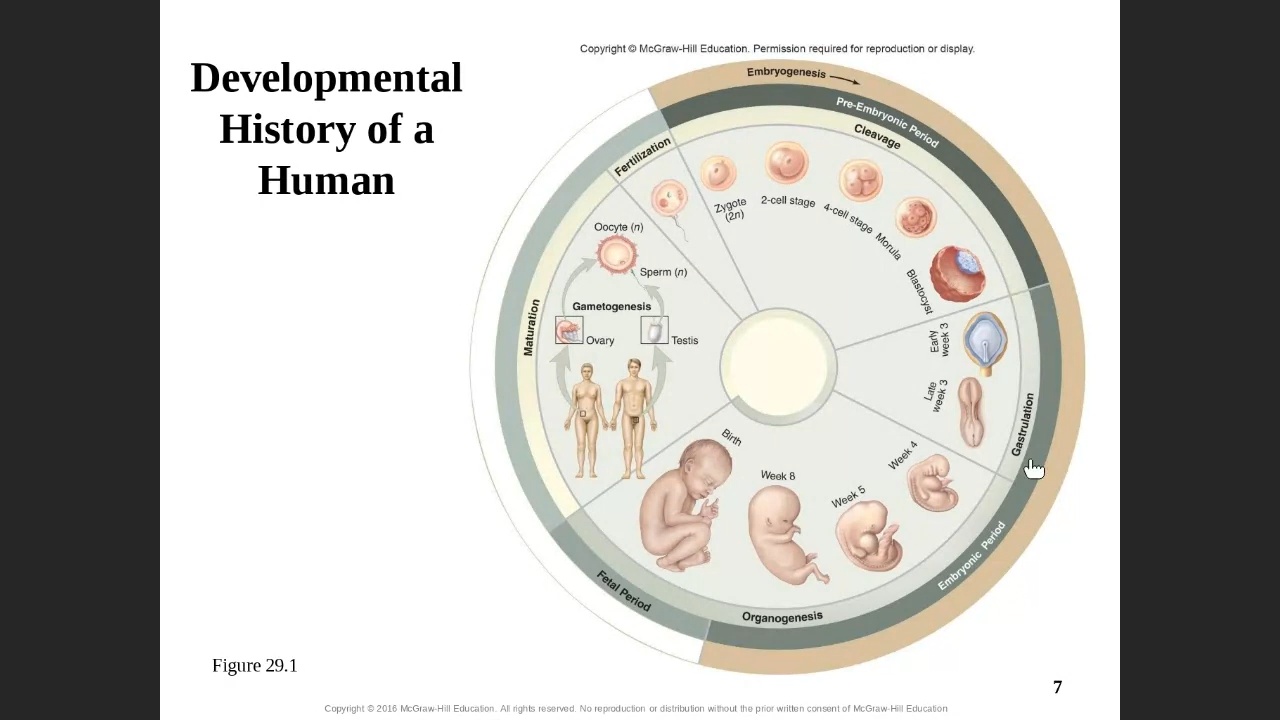 Copyright © McGraw-Hill Education. Permission required for reproduction or display.
Developmental
History of a
Human
Embryogenesis
Pre-Embryonic Period
Cleavage
Fertilization
Zygote
(2n)
2-cell stage
4-cell stage
Morula
Blastocyst
Early
week 3
Late
week 3
Gastrulation
Oocyte (n)
Sperm (n)
Gametogenesis
Ovary
Testis
Maturation
Birth
Week 8
Week 5
Week 4
Embryonic Period
Organogenesis
Fetal Period
Figure 29.1
7
Copyright © 2016 McGraw-Hill Education. All rights reserved. No reproduction or distribution without the prior written consent of McGraw-Hill Education